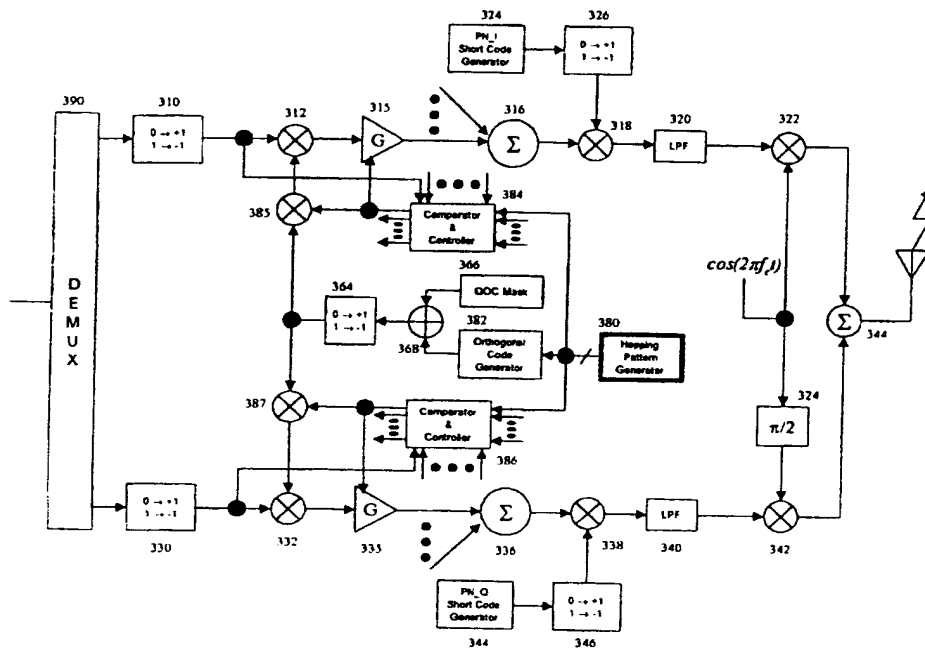 324
326
PN_I
Short Code
Generator
0 → +1
1 → -1
390
310
312
315
316
318
320
322
0 → +1
1 → -1
G
Σ
LPF
385
384
Comparator
&
Controller
DEMUX
366
QOC Mask
364
0 → +1
1 → -1
368
382
Orthogonal
Code
Generator
380
Hopping
Pattern
Generator
cos(2πf_c t)
Σ
344
387
Comparator
&
Controller
386
324
π/2
0 → +1
1 → -1
G
Σ
LPF
330
332
335
336
338
340
342
PN_Q
Short Code
Generator
0 → +1
1 → -1
344
346